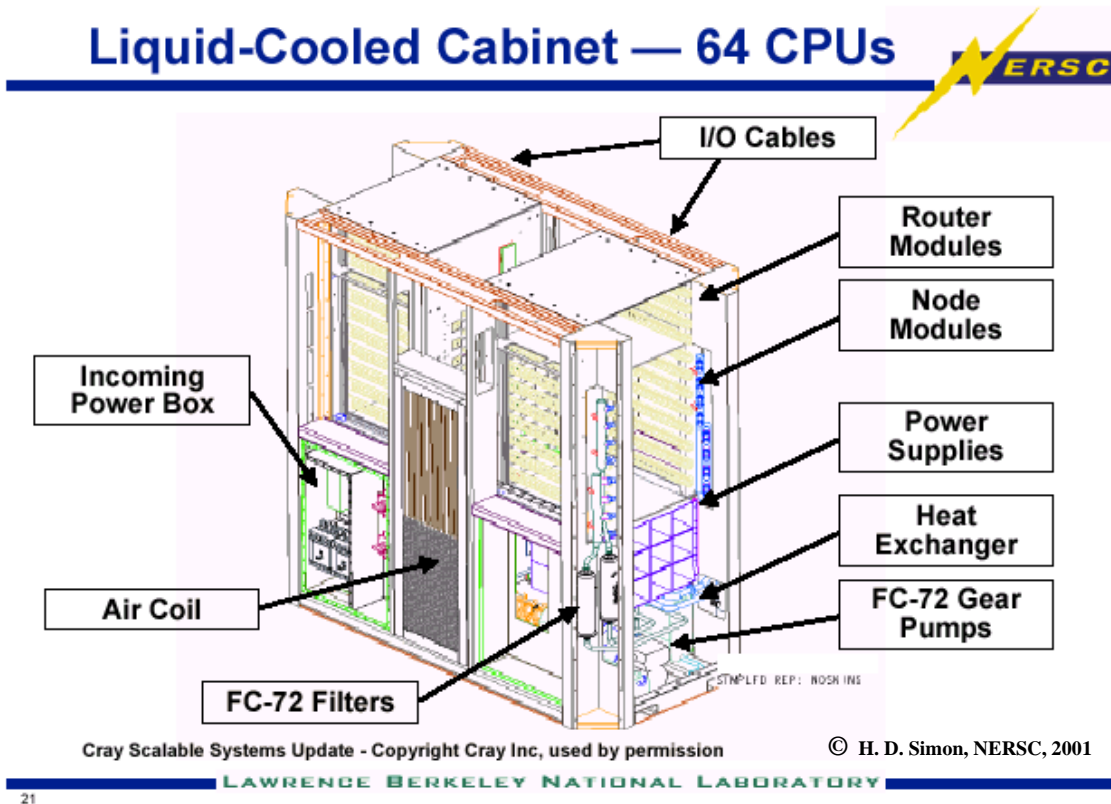 Liquid-Cooled Cabinet — 64 CPUs
NERSC
I/O Cables
Router
Modules
Node
Modules
Incoming
Power Box
Power
Supplies
Heat
Exchanger
Air Coil
FC-72 Gear
Pumps
STMPLFD REP: NOSKINS
FC-72 Filters
Cray Scalable Systems Update - Copyright Cray Inc, used by permission
© H. D. Simon, NERSC, 2001
LAWRENCE BERKELEY NATIONAL LABORATORY
21